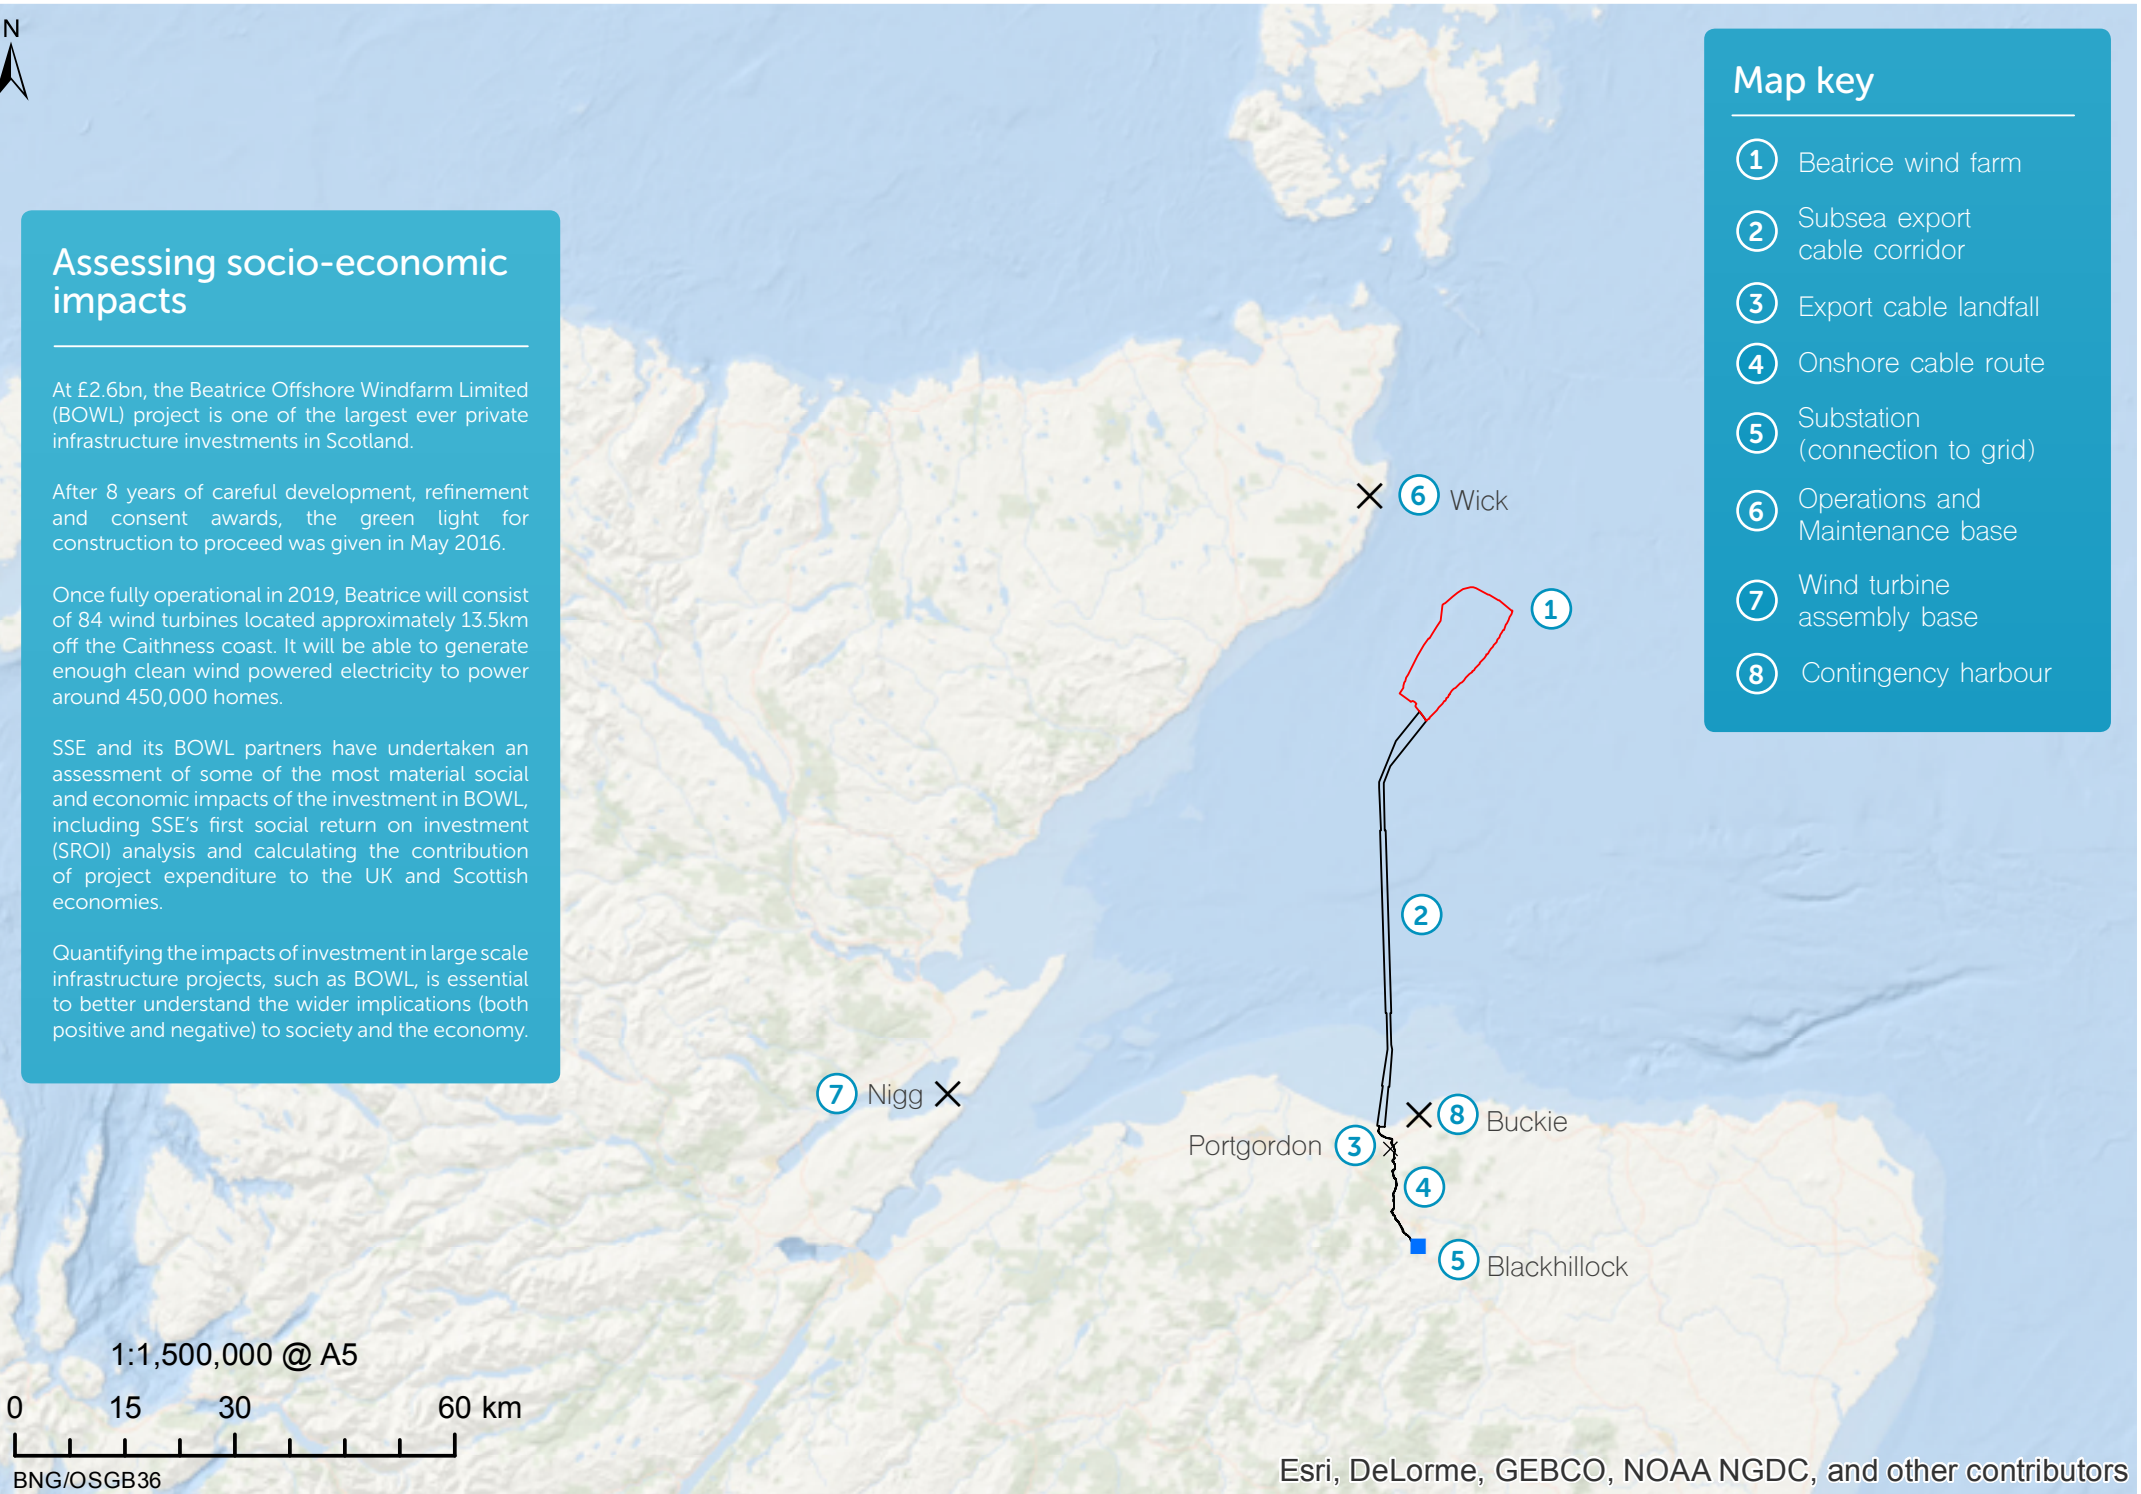 N
Assessing socio-economic
impacts
At £2.6bn, the Beatrice Offshore Windfarm Limited
(BOWL) project is one of the largest ever private
infrastructure investments in Scotland.
After 8 years of careful development, refinement
and consent awards, the green light for
construction to proceed was given in May 2016.
Once fully operational in 2019, Beatrice will consist
of 84 wind turbines located approximately 13.5km
off the Caithness coast. It will be able to generate
enough clean wind powered electricity to power
around 450,000 homes.
SSE and its BOWL partners have undertaken an
assessment of some of the most material social
and economic impacts of the investment in BOWL,
including SSE's first social return on investment
(SROI) analysis and calculating the contribution
of project expenditure to the UK and Scottish
economies.
Quantifying the impacts of investment in large scale
infrastructure projects, such as BOWL, is essential
to better understand the wider implications (both
positive and negative) to society and the economy.
Map key
1 Beatrice wind farm
2 Subsea export
cable corridor
3 Export cable landfall
4 Onshore cable route
5 Substation
(connection to grid)
6 Operations and
Maintenance base
7 Wind turbine
assembly base
8 Contingency harbour
6 Wick
1
2
7 Nigg
8 Buckie
Portgordon 3
4
5 Blackhillock
1:1,500,000 @ A5
0 15 30 60 km
BNG/OSGB36
Esri, DeLorme, GEBCO, NOAA NGDC, and other contributors